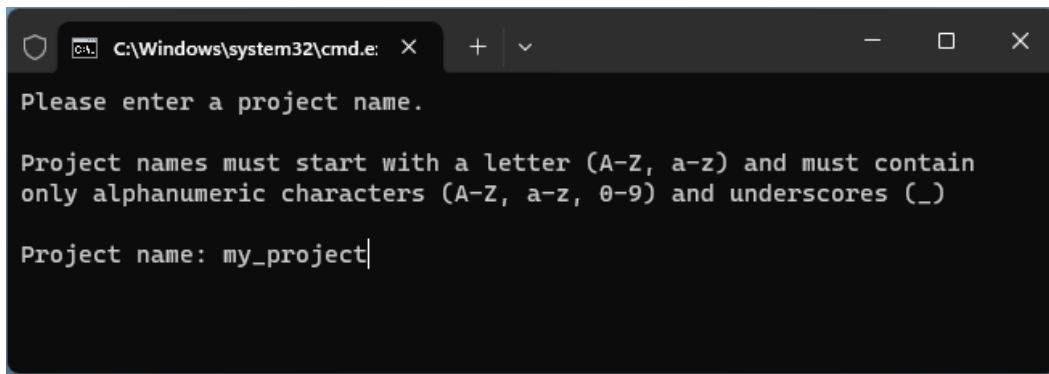 C:\Windows\system32\cmd.e:
Please enter a project name.
Project names must start with a letter (A-Z, a-z) and must contain
only alphanumeric characters (A-Z, a-z, 0-9) and underscores (_)
Project name: my_project